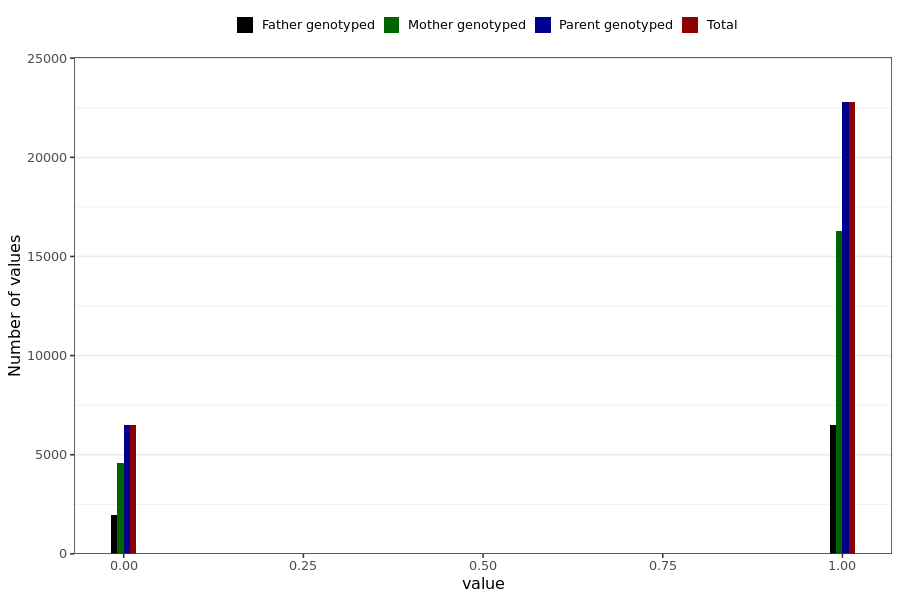 Father genotyped Mother genotyped Parent genotyped Total
25000
20000
15000
10000
5000
0
Number of values
0.00 0.25 0.50 0.75 1.00
value